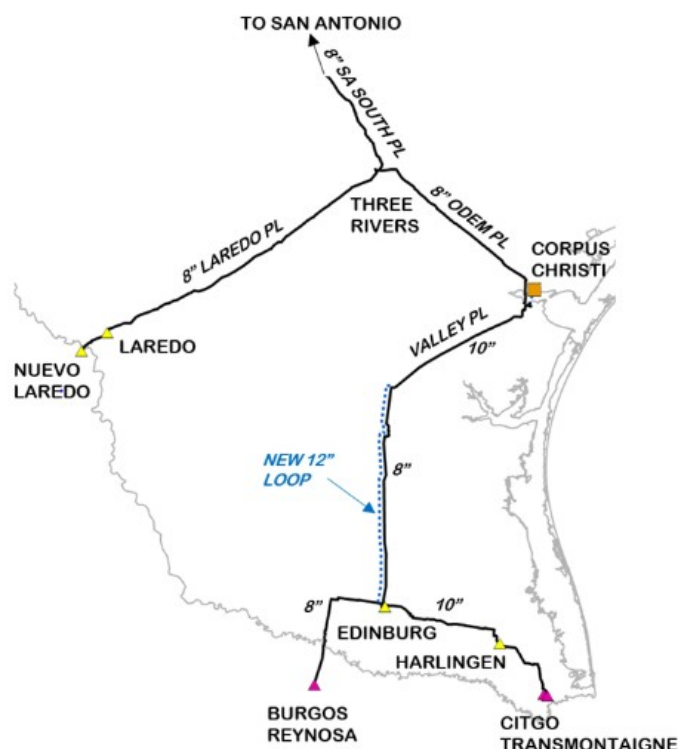 TO SAN ANTONIO
8" SA SOUTH PL
THREE
RIVERS
8" ODEM PL
CORPUS
CHRISTI
8" LAREDO PL
LAREDO
NUEVO
LAREDO
VALLEY PL
10"
NEW 12"
LOOP
8"
8"
10"
EDINBURG
HARLINGEN
BURGOS
REYNOSA
CITGO
TRANSMONTAIGNE